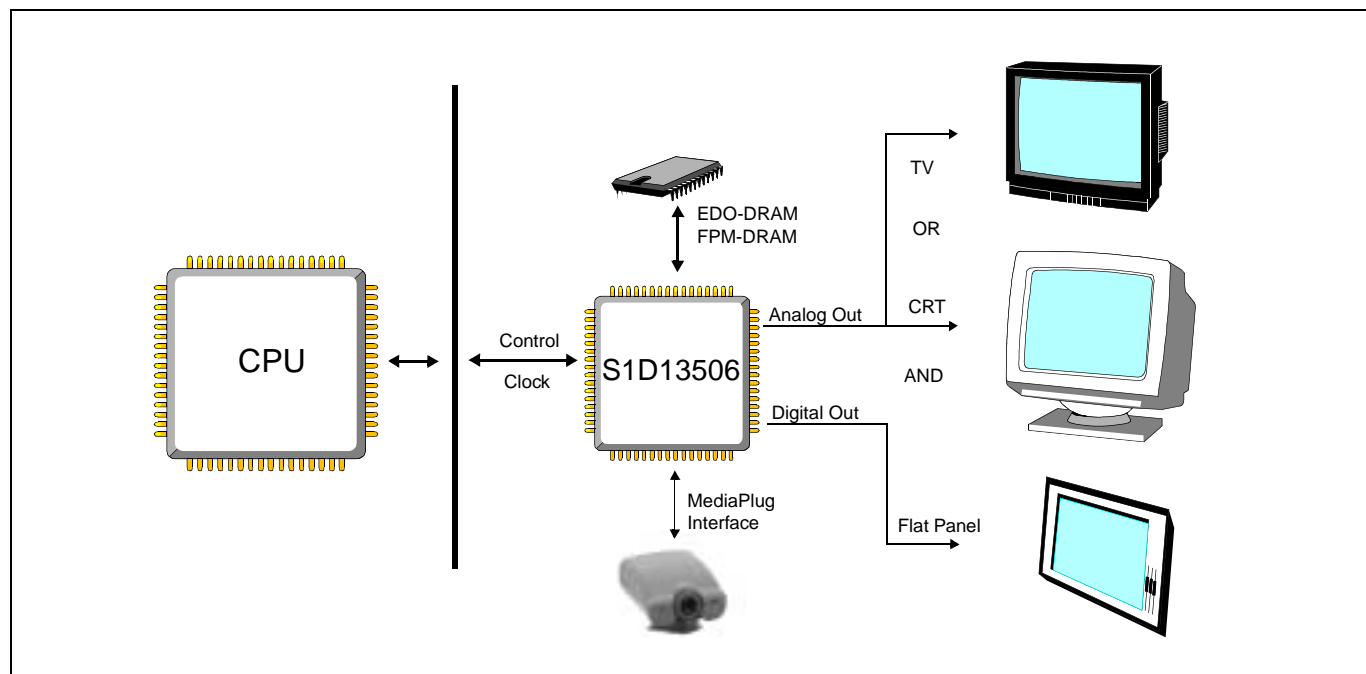 EDO-DRAM
FPM-DRAM
TV
OR
CRT
AND
CPU
Control
Clock
S1D13506
Analog Out
Digital Out
MediaPlug
Interface
Flat Panel